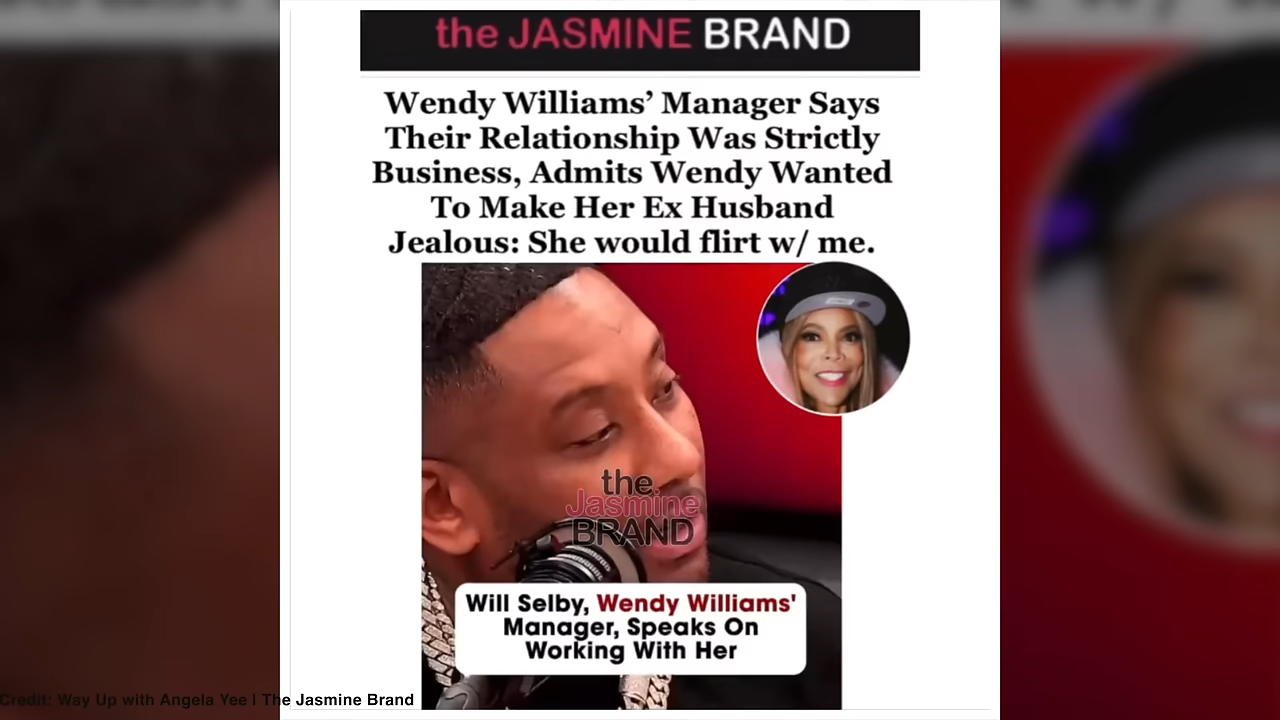 the JASMINE BRAND
Wendy Williams’ Manager Says
Their Relationship Was Strictly
Business, Admits Wendy Wanted
To Make Her Ex Husband
Jealous: She would flirt w/ me.
the
Jasmine
BRAND
Will Selby, Wendy Williams'
Manager, Speaks On
Working With Her
Credit: Way Up with Angela Yee | The Jasmine Brand